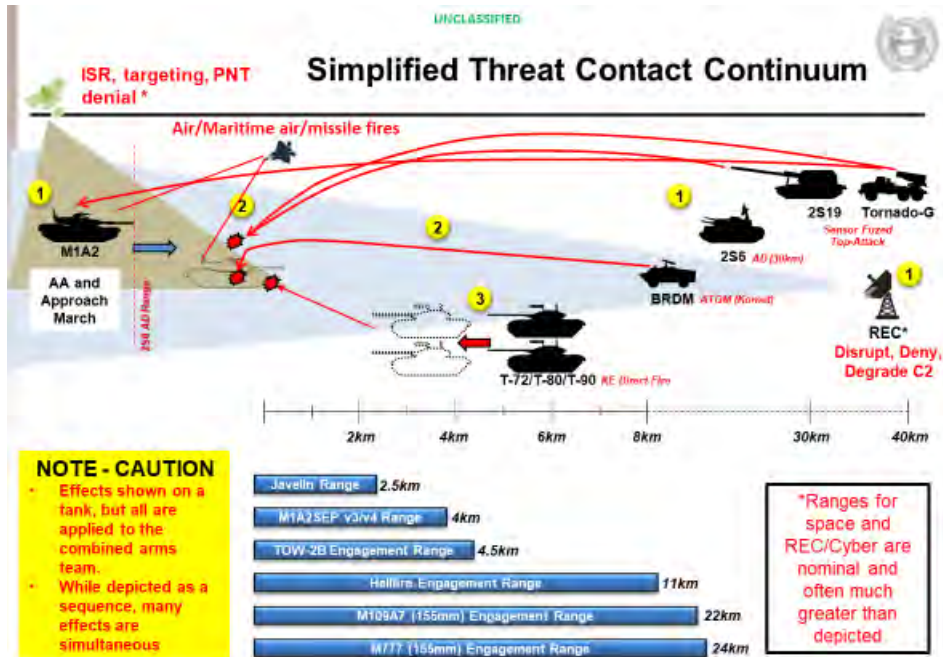 UNCLASSIFIED
Simplified Threat Contact Continuum
ISR, targeting, PNT
denial *
Air/Maritime air/missile fires
1
M1A2
AA and
Approach
March
2S6 AD Range
2
2
1
2S6 AD (30km)
2S19
Tornado-G
Sensor Fuzed
Top-Attack
BRDM ATGM (Kornet)
1
REC*
Disrupt, Deny,
Degrade C2
3
T-72/T-80/T-90 KE (Direct Fire
2km
4km
6km
8km
30km
40km
NOTE - CAUTION
• Effects shown on a
tank, but all are
applied to the
combined arms
team.
• While depicted as a
sequence, many
effects are
simultaneous
Javelin Range 2.5km
M1A2SEP v3/v4 Range 4km
TOW-2B Engagement Range 4.5km
Hellfire Engagement Range 11km
M109A7 (155mm) Engagement Range 22km
M777 (155mm) Engagement Range 24km
*Ranges for
space and
REC/Cyber are
nominal and
often much
greater than
depicted